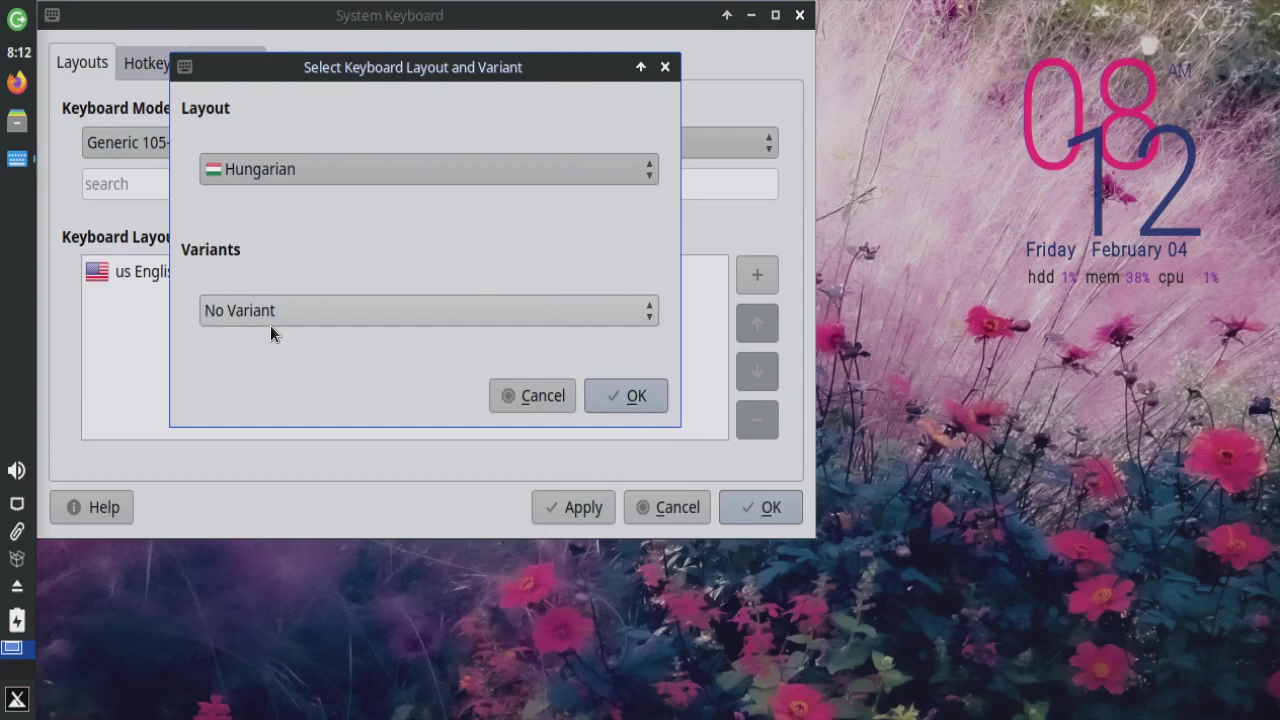 System Keyboard
8:12
Layouts
Hotkey
Select Keyboard Layout and Variant
Keyboard Mode
Layout
Generic 105-
Hungarian
search
Keyboard Layou
Variants
us Englis
No Variant
Cancel
OK
Help
Apply
Cancel
OK
08
AM
12
Friday February 04
hdd 1% mem 38% cpu 1%